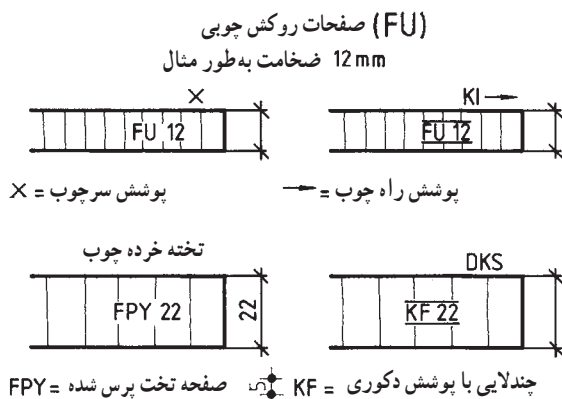 صفحات روکش چوبی (FU)
ضخامت به‌طور مثال 12 mm
× KI →
FU 12 FU 12
× = پوشش سرچوب → = پوشش راه چوب
تخته خرده چوب DKS
FPY 22 22 KF 22
FPY = صفحه تخت پرس شده 5 KF = چندلایی با پوشش دکوری